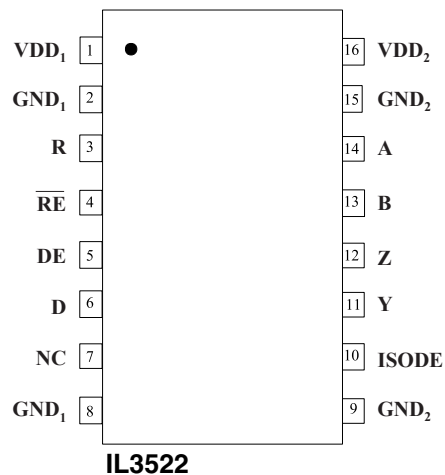 VDD₁ 1 16 VDD₂
GND₁ 2 15 GND₂
R 3 14 A
R̅E̅ 4 13 B
DE 5 12 Z
D 6 11 Y
NC 7 10 ISODE
GND₁ 8 9 GND₂
IL3522